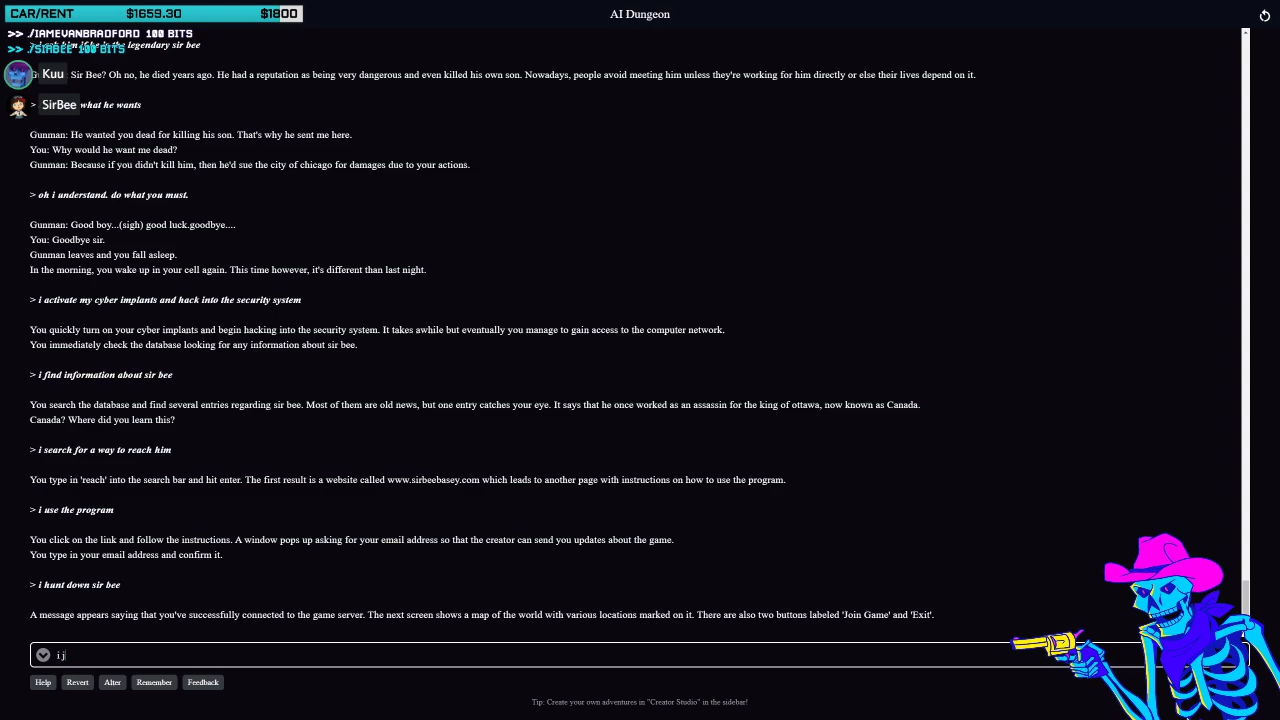 CAR/RENT $1659.30 $1800
AI Dungeon
>> ./IAMEVANBRADFORD 100 BITS
>> ./SIRBEE 100 BITS
legendary sir bee
Kuu Sir Bee? Oh no, he died years ago. He had a reputation as being very dangerous and even killed his own son. Nowadays, people avoid meeting him unless they're working for him directly or else their lives depend on it.
> SirBee what he wants
Gunman: He wanted you dead for killing his son. That's why he sent me here.
You: Why would he want me dead?
Gunman: Because if you didn't kill him, then he'd sue the city of chicago for damages due to your actions.
> oh i understand. do what you must.
Gunman: Good boy...(sigh) good luck.goodbye....
You: Goodbye sir.
Gunman leaves and you fall asleep.
In the morning, you wake up in your cell again. This time however, it's different than last night.
> i activate my cyber implants and hack into the security system
You quickly turn on your cyber implants and begin hacking into the security system. It takes awhile but eventually you manage to gain access to the computer network.
You immediately check the database looking for any information about sir bee.
> i find information about sir bee
You search the database and find several entries regarding sir bee. Most of them are old news, but one entry catches your eye. It says that he once worked as an assassin for the king of ottawa, now known as Canada.
Canada? Where did you learn this?
> i search for a way to reach him
You type in 'reach' into the search bar and hit enter. The first result is a website called www.sirbeebasey.com which leads to another page with instructions on how to use the program.
> i use the program
You click on the link and follow the instructions. A window pops up asking for your email address so that the creator can send you updates about the game.
You type in your email address and confirm it.
> i hunt down sir bee
A message appears saying that you've successfully connected to the game server. The next screen shows a map of the world with various locations marked on it. There are also two buttons labeled 'Join Game' and 'Exit'.
i j
Help Revert Alter Remember Feedback
Tip: Create your own adventures in "Creator Studio" in the sidebar!